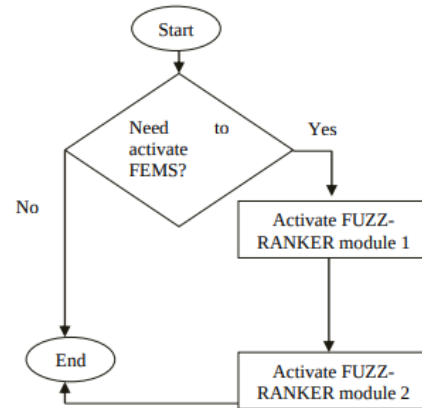 Start
Need to
activate
FEMS?
Yes
No
Activate FUZZ-
RANKER module 1
End
Activate FUZZ-
RANKER module 2